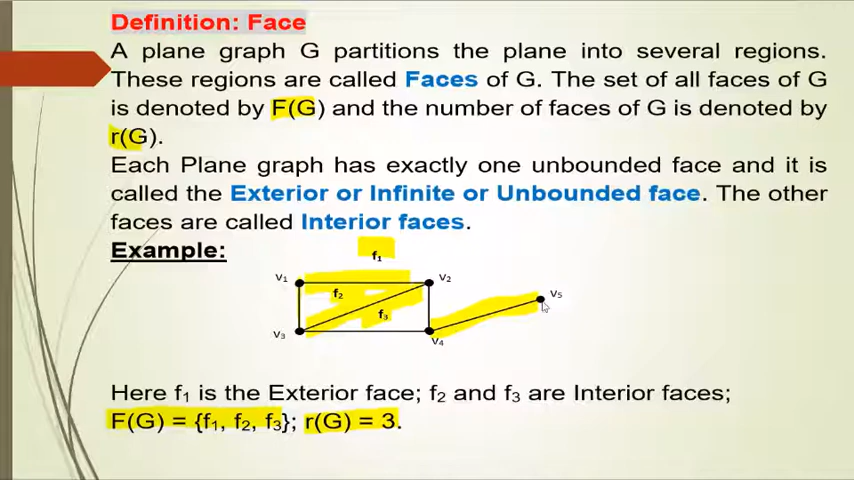 Definition: Face
A plane graph G partitions the plane into several regions.
These regions are called Faces of G. The set of all faces of G
is denoted by F(G) and the number of faces of G is denoted by
r(G).
Each Plane graph has exactly one unbounded face and it is
called the Exterior or Infinite or Unbounded face. The other
faces are called Interior faces.
Example:
f₁
v₁
v₂
f₂
v₅
f₃
v₃
v₄
Here f₁ is the Exterior face; f₂ and f₃ are Interior faces;
F(G) = {f₁, f₂, f₃}; r(G) = 3.